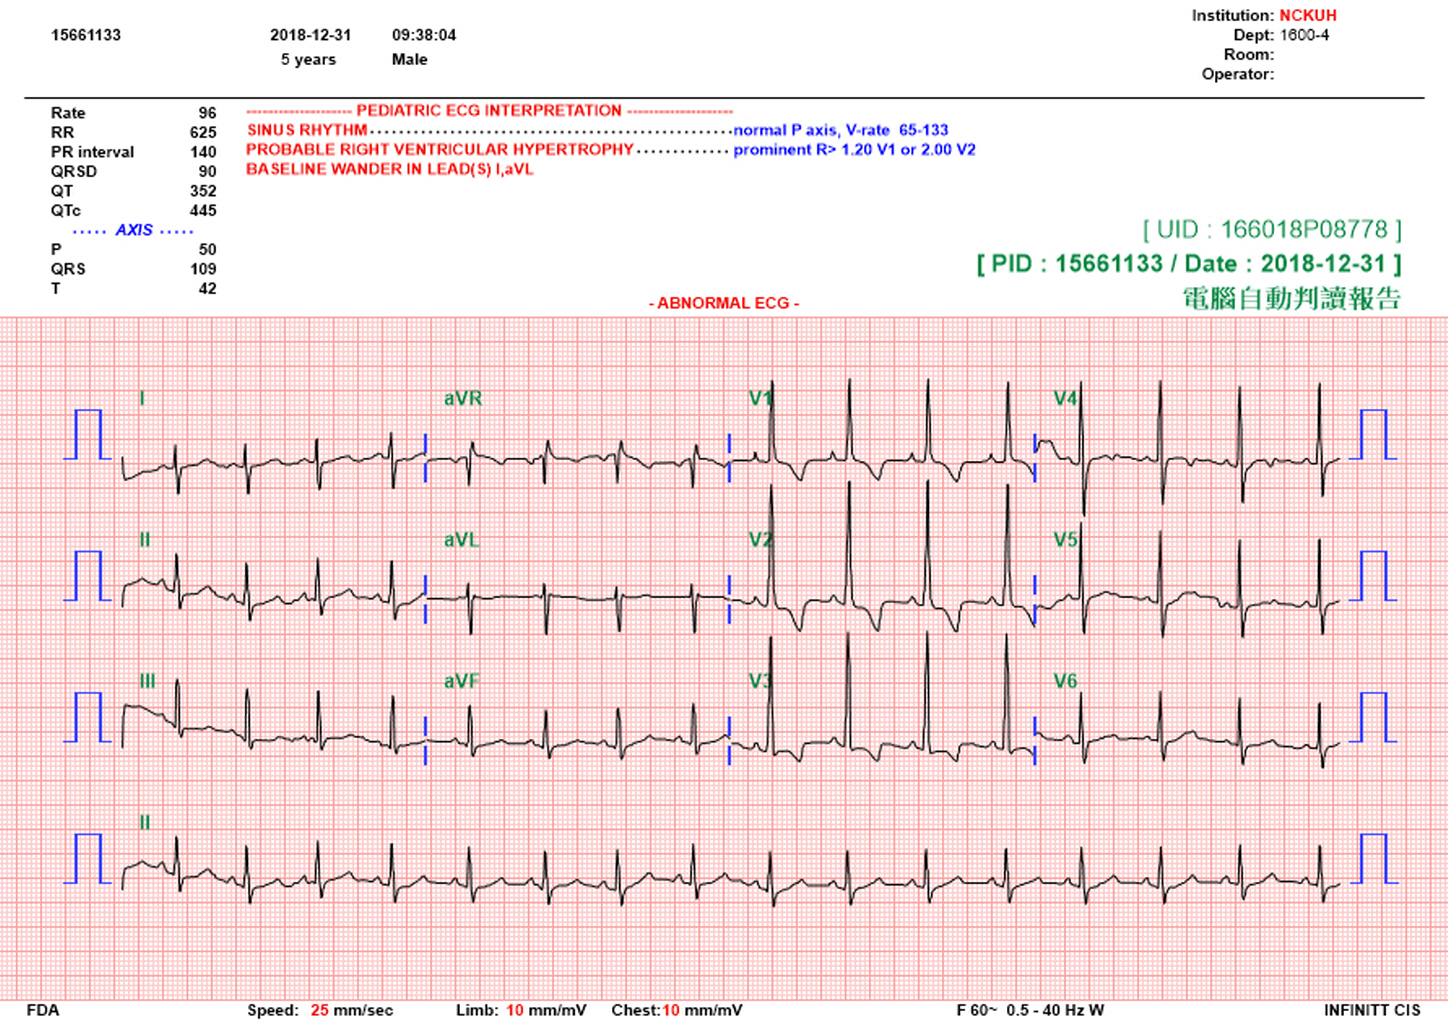 Institution: NCKUH
15661133 2018-12-31 09:38:04 Dept: 1600-4
5 years Male Room:
Operator:
Rate 96 -------------------- PEDIATRIC ECG INTERPRETATION --------------------
RR 625 SINUS RHYTHM........................................normal P axis, V-rate 65-133
PR interval 140 PROBABLE RIGHT VENTRICULAR HYPERTROPHY............prominent R> 1.20 V1 or 2.00 V2
QRSD 90 BASELINE WANDER IN LEAD(S) I,aVL
QT 352
QTc 445
..... AXIS .....
[ UID : 166018P08778 ]
P 50
[ PID : 15661133 / Date : 2018-12-31 ]
QRS 109
T 42
電腦自動判讀報告
- ABNORMAL ECG -
I aVR V1 V4
II aVL V2 V5
III aVF V3 V6
II
FDA Speed: 25 mm/sec Limb: 10 mm/mV Chest:10 mm/mV F 60~ 0.5 - 40 Hz W INFINITT CIS